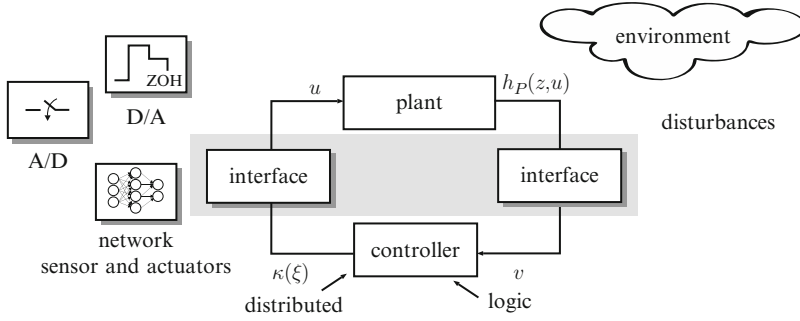 environment
ZOH
D/A
u
plant
h_P(z,u)
disturbances
A/D
interface
interface
network
sensor and actuators
controller
κ(ξ)
v
distributed
logic